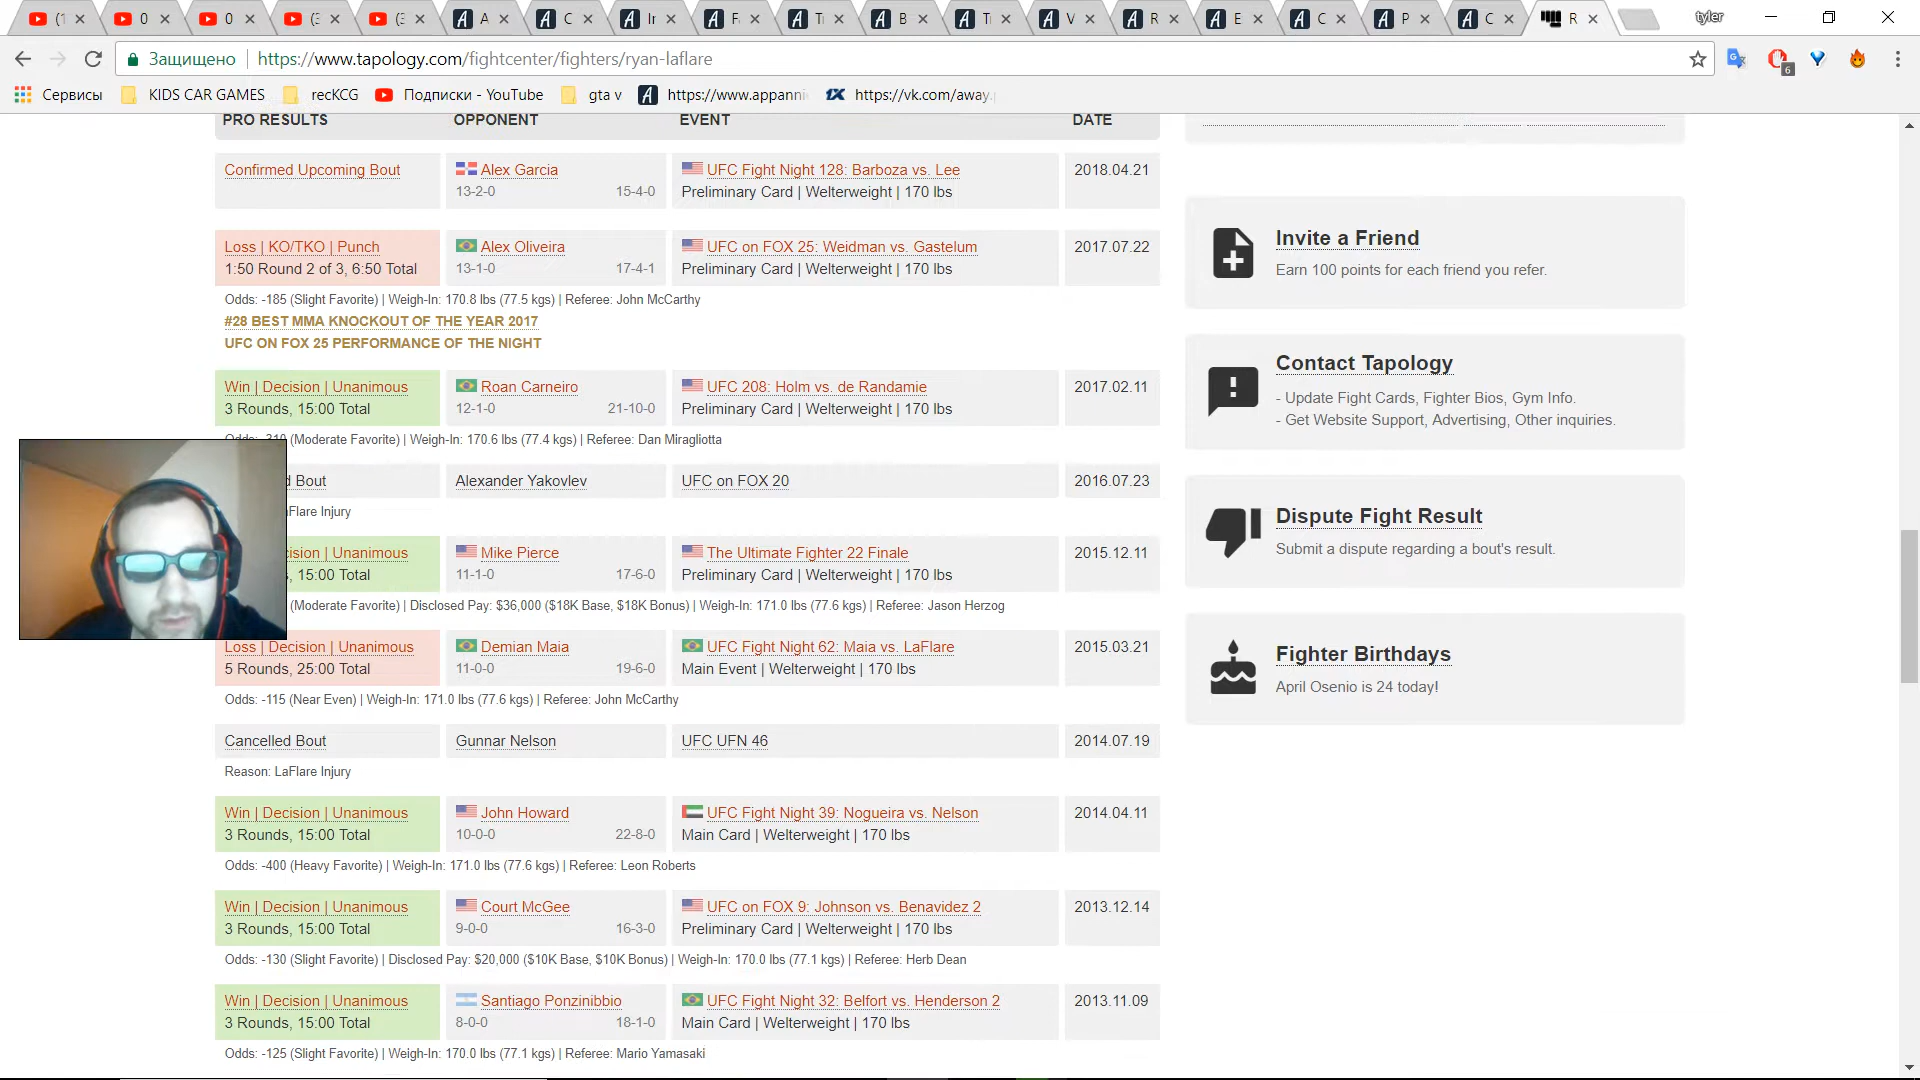 (1 0 0 (3 (3 A C Ir F Ti B Ti V R E C P C R tyler
Защищено https://www.tapology.com/fightcenter/fighters/ryan-laflare 6
Сервисы KIDS CAR GAMES recKCG Подписки - YouTube gta v https://www.appanni https://vk.com/away.
PRO RESULTS OPPONENT EVENT DATE
Confirmed Upcoming Bout Alex Garcia UFC Fight Night 128: Barboza vs. Lee 2018.04.21
13-2-0 15-4-0 Preliminary Card | Welterweight | 170 lbs
Loss | KO/TKO | Punch Alex Oliveira UFC on FOX 25: Weidman vs. Gastelum 2017.07.22
1:50 Round 2 of 3, 6:50 Total 13-1-0 17-4-1 Preliminary Card | Welterweight | 170 lbs
Odds: -185 (Slight Favorite) | Weigh-In: 170.8 lbs (77.5 kgs) | Referee: John McCarthy
#28 BEST MMA KNOCKOUT OF THE YEAR 2017
UFC ON FOX 25 PERFORMANCE OF THE NIGHT
Win | Decision | Unanimous Roan Carneiro UFC 208: Holm vs. de Randamie 2017.02.11
3 Rounds, 15:00 Total 12-1-0 21-10-0 Preliminary Card | Welterweight | 170 lbs
Odds: -310 (Moderate Favorite) | Weigh-In: 170.6 lbs (77.4 kgs) | Referee: Dan Miragliotta
d Bout Alexander Yakovlev UFC on FOX 20 2016.07.23
aFlare Injury
cision | Unanimous Mike Pierce The Ultimate Fighter 22 Finale 2015.12.11
s, 15:00 Total 11-1-0 17-6-0 Preliminary Card | Welterweight | 170 lbs
(Moderate Favorite) | Disclosed Pay: $36,000 ($18K Base, $18K Bonus) | Weigh-In: 171.0 lbs (77.6 kgs) | Referee: Jason Herzog
Loss | Decision | Unanimous Demian Maia UFC Fight Night 62: Maia vs. LaFlare 2015.03.21
5 Rounds, 25:00 Total 11-0-0 19-6-0 Main Event | Welterweight | 170 lbs
Odds: -115 (Near Even) | Weigh-In: 171.0 lbs (77.6 kgs) | Referee: John McCarthy
Cancelled Bout Gunnar Nelson UFC UFN 46 2014.07.19
Reason: LaFlare Injury
Win | Decision | Unanimous John Howard UFC Fight Night 39: Nogueira vs. Nelson 2014.04.11
3 Rounds, 15:00 Total 10-0-0 22-8-0 Main Card | Welterweight | 170 lbs
Odds: -400 (Heavy Favorite) | Weigh-In: 171.0 lbs (77.6 kgs) | Referee: Leon Roberts
Win | Decision | Unanimous Court McGee UFC on FOX 9: Johnson vs. Benavidez 2 2013.12.14
3 Rounds, 15:00 Total 9-0-0 16-3-0 Preliminary Card | Welterweight | 170 lbs
Odds: -130 (Slight Favorite) | Disclosed Pay: $20,000 ($10K Base, $10K Bonus) | Weigh-In: 170.0 lbs (77.1 kgs) | Referee: Herb Dean
Win | Decision | Unanimous Santiago Ponzinibbio UFC Fight Night 32: Belfort vs. Henderson 2 2013.11.09
3 Rounds, 15:00 Total 8-0-0 18-1-0 Main Card | Welterweight | 170 lbs
Odds: -125 (Slight Favorite) | Weigh-In: 170.0 lbs (77.1 kgs) | Referee: Mario Yamasaki
Invite a Friend
Earn 100 points for each friend you refer.
Contact Tapology
- Update Fight Cards, Fighter Bios, Gym Info.
- Get Website Support, Advertising, Other inquiries.
Dispute Fight Result
Submit a dispute regarding a bout's result.
Fighter Birthdays
April Osenio is 24 today!